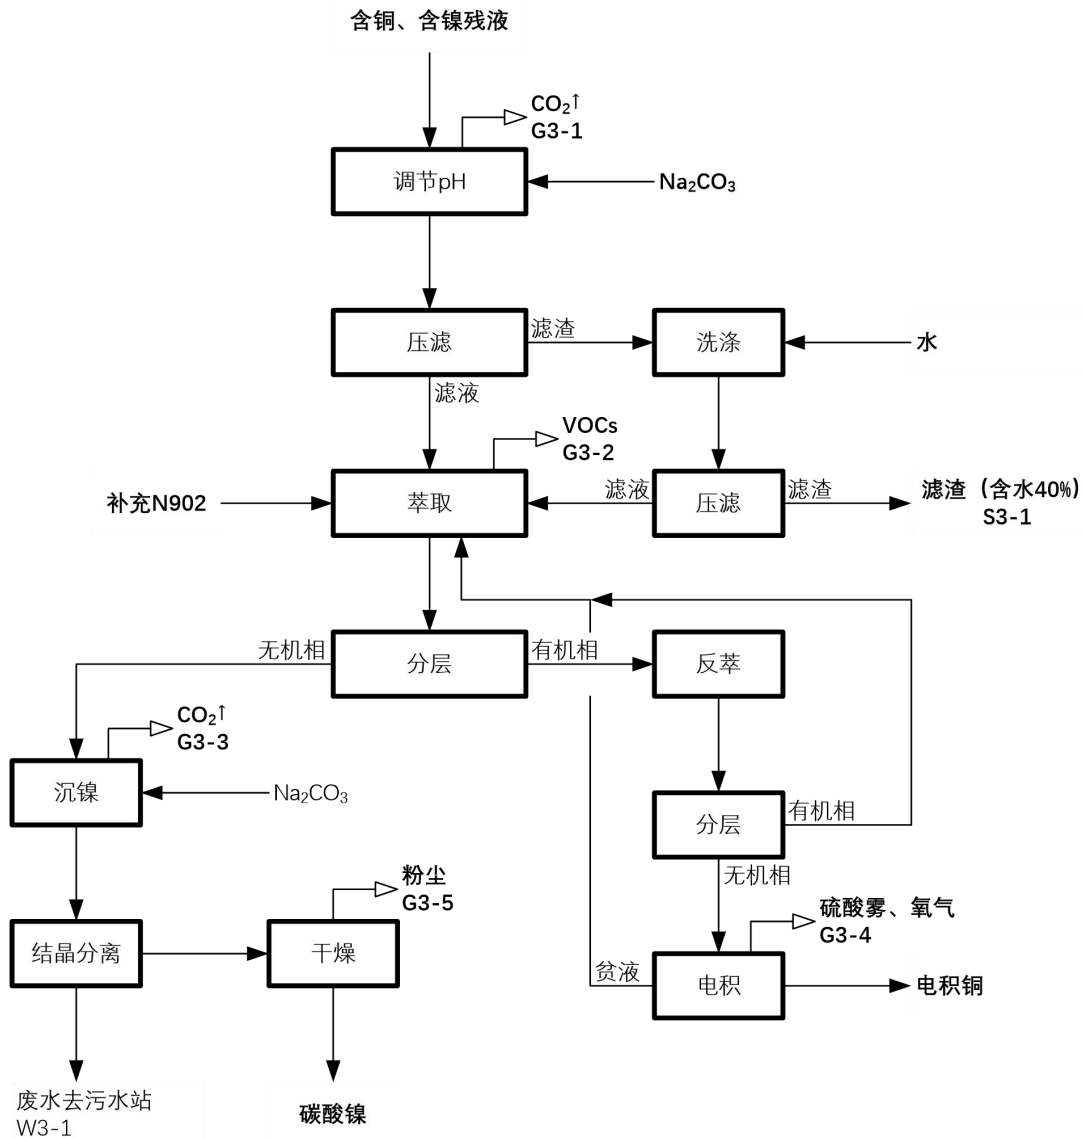 含铜、含镍残液
CO₂↑
G3-1
调节pH
Na₂CO₃
压滤
滤渣
洗涤
水
滤液
VOCs
G3-2
补充N902
萃取
滤液
压滤
滤渣
滤渣（含水40%）
S3-1
无机相
分层
有机相
反萃
CO₂↑
G3-3
沉镍
Na₂CO₃
分层
有机相
无机相
粉尘
G3-5
硫酸雾、氧气
G3-4
结晶分离
干燥
贫液
电积
电积铜
废水去污水站
W3-1
碳酸镍